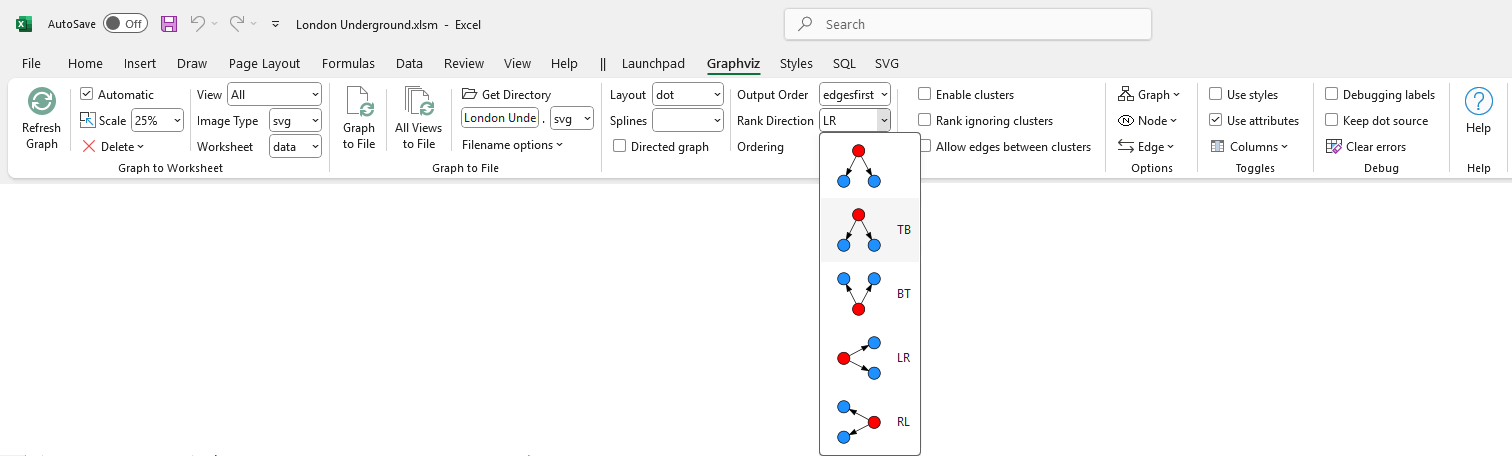 AutoSave Off London Underground.xlsm - Excel Search
File Home Insert Draw Page Layout Formulas Data Review View Help || Launchpad Graphviz Styles SQL SVG
Refresh Graph
Automatic
Scale 25%
Delete
View All
Image Type svg
Worksheet data
Graph to Worksheet
Graph to File
All Views to File
Get Directory
London Unde . svg
Filename options
Graph to File
Layout dot
Splines
Directed graph
Output Order edgesfirst
Rank Direction LR
Ordering
TB
BT
LR
RL
Enable clusters
Rank ignoring clusters
Allow edges between clusters
Graph
Node
Edge
Options
Use styles
Use attributes
Columns
Toggles
Debugging labels
Keep dot source
Clear errors
Debug
Help
Help